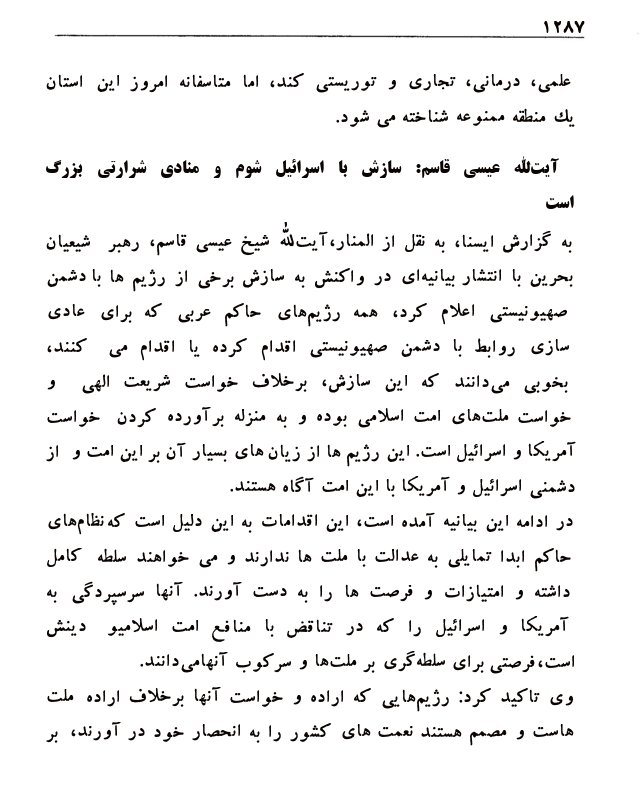 ۱۲۸۷
علمی، درمانی، تجاری و توریستی کند، اما متاسفانه امروز این استان
یك منطقه ممنوعه شناخته می شود.
آیت‌الله عیسی قاسم: سازش با اسرائیل شوم و منادی شرارتی بزرگ
است
به گزارش ایسنا، به نقل از المنار،آیت‌الله شیخ عیسی قاسم، رهبر شیعیان
بحرین با انتشار بیانیه‌ای در واکنش به سازش برخی از رژیم ها با دشمن
صهیونیستی اعلام کرد، همه رژیم‌های حاکم عربی که برای عادی
سازی روابط با دشمن صهیونیستی اقدام کرده یا اقدام می کنند،
بخوبی می‌دانند که این سازش، برخلاف خواست شریعت الهی و
خواست ملت‌های امت اسلامی بوده و به منزله برآورده کردن خواست
آمریکا و اسرائیل است. این رژیم ها از زیان های بسیار آن بر این امت و از
دشمنی اسرائیل و آمریکا با این امت آگاه هستند.
در ادامه این بیانیه آمده است، این اقدامات به این دلیل است که نظام‌های
حاکم ابدا تمایلی به عدالت با ملت ها ندارند و می خواهند سلطه کامل
داشته و امتیازات و فرصت ها را به دست آورند. آنها سرسپردگی به
آمریکا و اسرائیل را که در تناقض با منافع امت اسلامیو دینش
است،فرصتی برای سلطه‌گری بر ملت‌ها و سرکوب آنهامی‌دانند.
وی تاکید کرد: رژیم‌هایی که اراده و خواست آنها برخلاف اراده ملت
هاست و مصمم هستند نعمت های کشور را به انحصار خود در آورند، بر